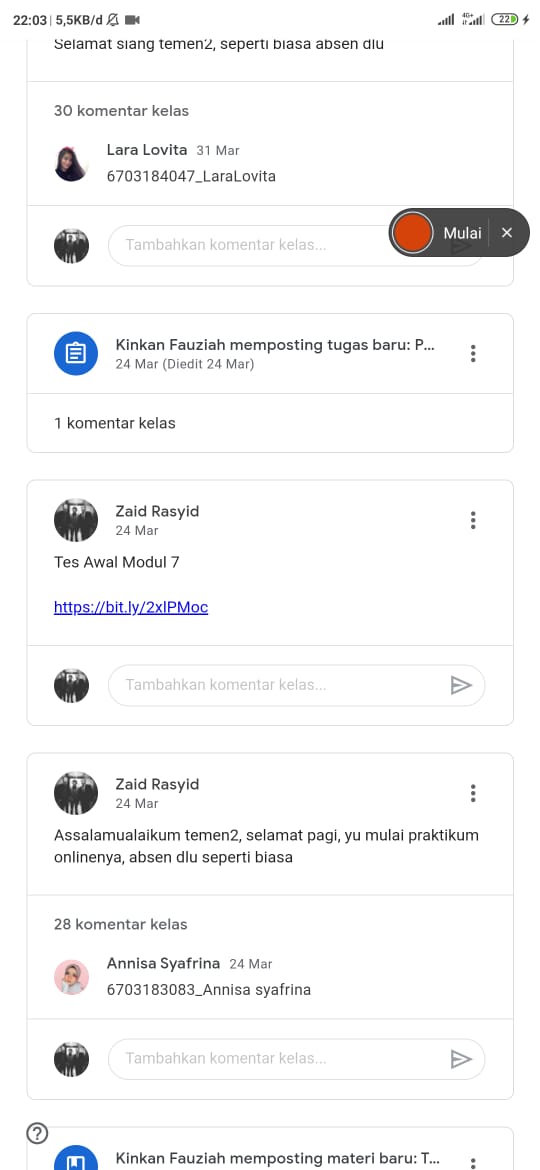 22:03 | 5,5KB/d
4G+
22
Selamat siang temen2, seperti biasa absen dlu
30 komentar kelas
Lara Lovita 31 Mar
6703184047_LaraLovita
Tambahkan komentar kelas...
Mulai
Kinkan Fauziah memposting tugas baru: P...
24 Mar (Diedit 24 Mar)
1 komentar kelas
Zaid Rasyid
24 Mar
Tes Awal Modul 7
https://bit.ly/2xIPMoc
Tambahkan komentar kelas...
Zaid Rasyid
24 Mar
Assalamualaikum temen2, selamat pagi, yu mulai praktikum
onlinenya, absen dlu seperti biasa
28 komentar kelas
Annisa Syafrina 24 Mar
6703183083_Annisa syafrina
Tambahkan komentar kelas...
Kinkan Fauziah memposting materi baru: T...